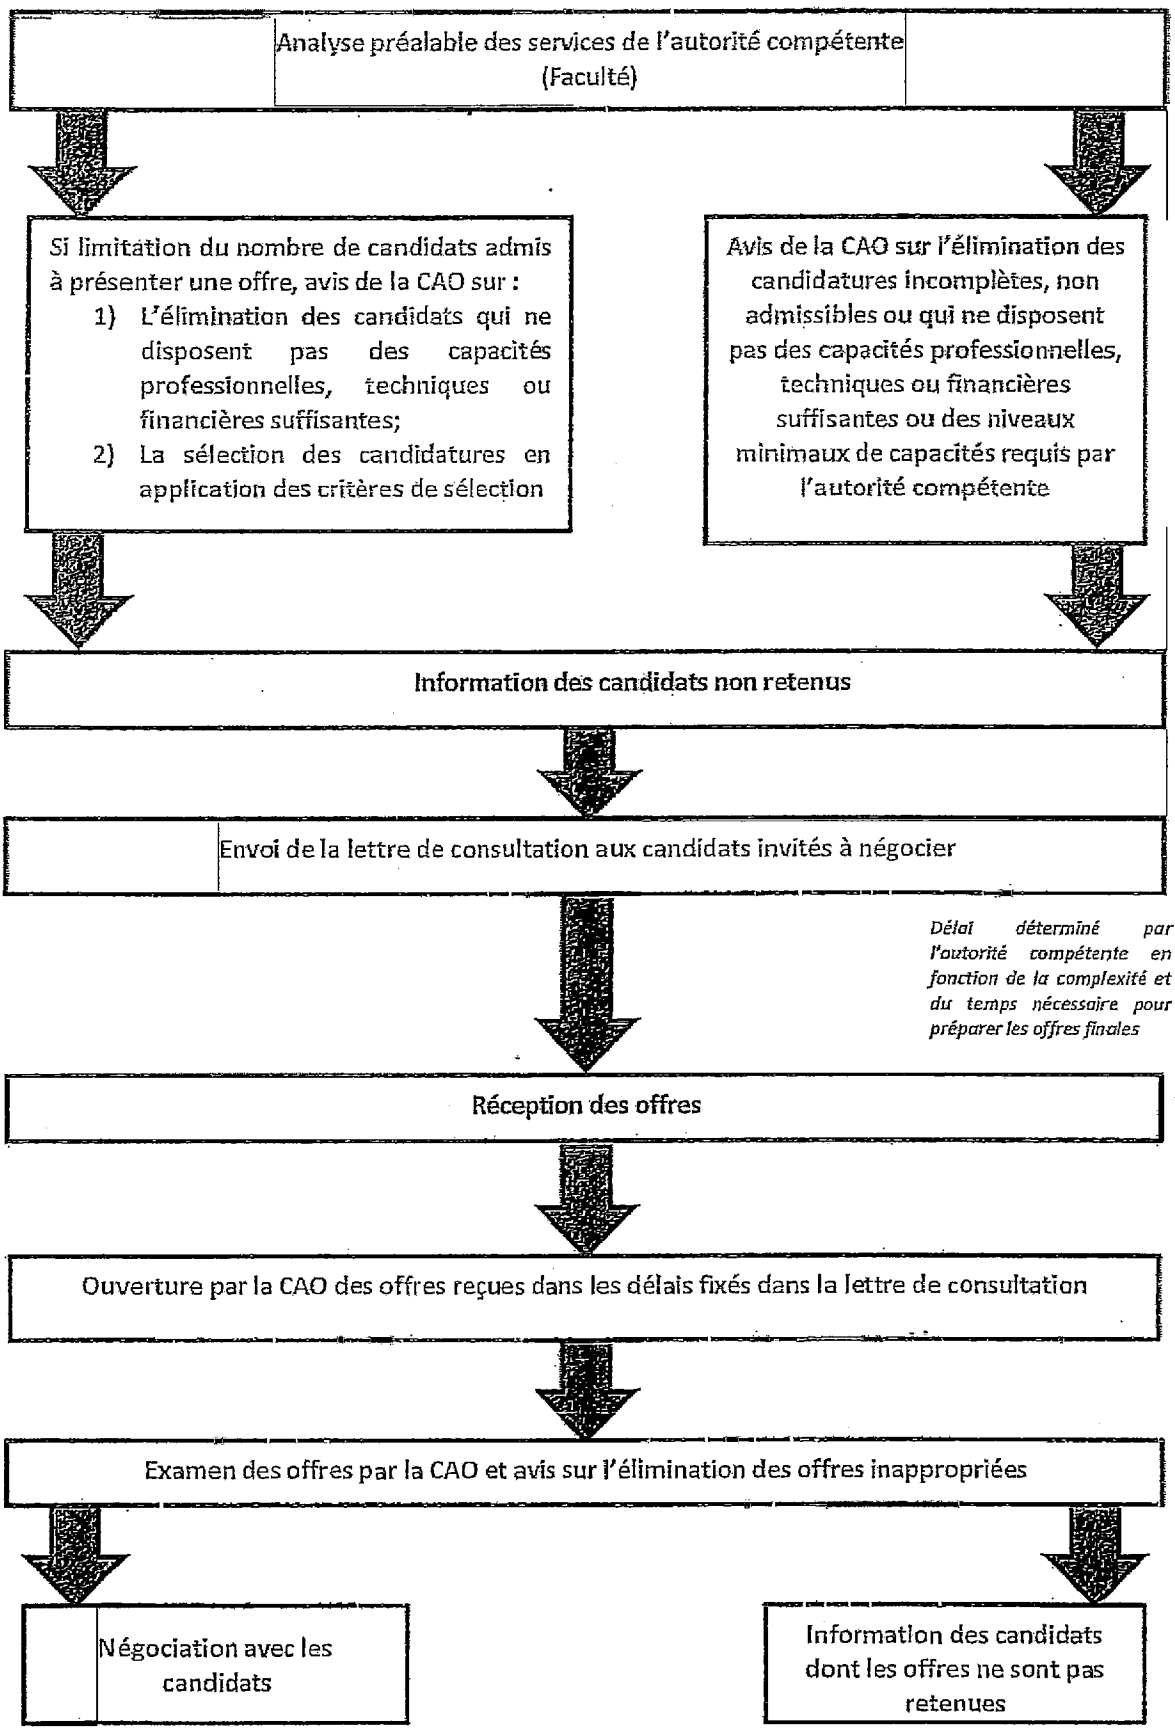 Analyse préalable des services de l'autorité compétente
(Faculté)
Si limitation du nombre de candidats admis
à présenter une offre, avis de la CAO sur :
1) L'élimination des candidats qui ne
disposent pas des capacités
professionnelles, techniques ou
financières suffisantes;
2) La sélection des candidatures en
application des critères de sélection
Avis de la CAO sur l'élimination des
candidatures incomplètes, non
admissibles ou qui ne disposent
pas des capacités professionnelles,
techniques ou financières
suffisantes ou des niveaux
minimaux de capacités requis par
l'autorité compétente
Information des candidats non retenus
Envoi de la lettre de consultation aux candidats invités à négocier
Délai déterminé par
l'autorité compétente en
fonction de la complexité et
du temps nécessaire pour
préparer les offres finales
Réception des offres
Ouverture par la CAO des offres reçues dans les délais fixés dans la lettre de consultation
Examen des offres par la CAO et avis sur l'élimination des offres inappropriées
Négociation avec les
candidats
Information des candidats
dont les offres ne sont pas
retenues